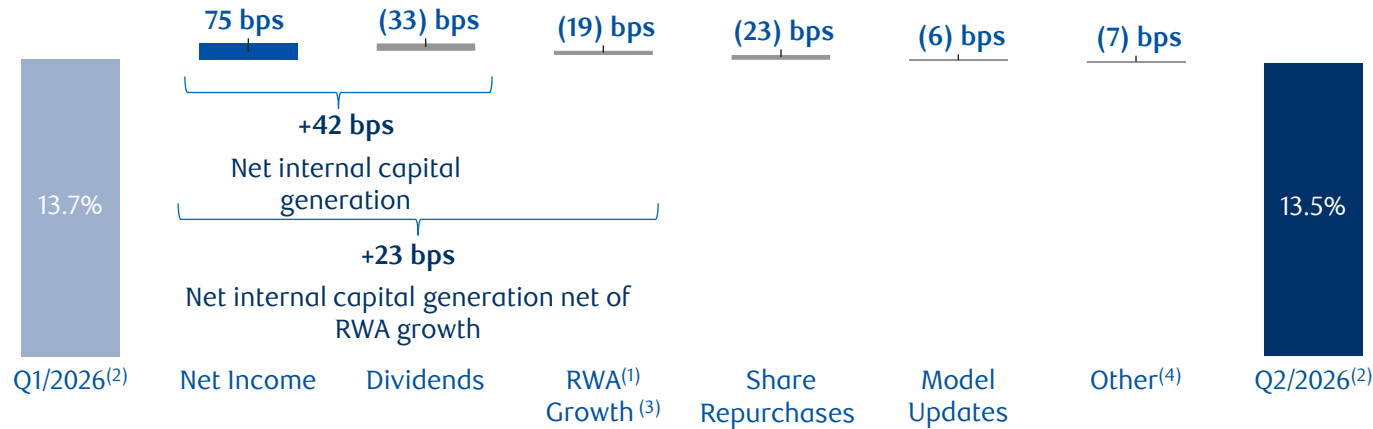 75 bps
(33) bps
(19) bps
(23) bps
(6) bps
(7) bps
+42 bps
Net internal capital
generation
13.7%
13.5%
+23 bps
Net internal capital generation net of
RWA growth
Q1/2026(2)
Net Income
Dividends
RWA(1)
Growth (3)
Share
Repurchases
Model
Updates
Other(4)
Q2/2026(2)